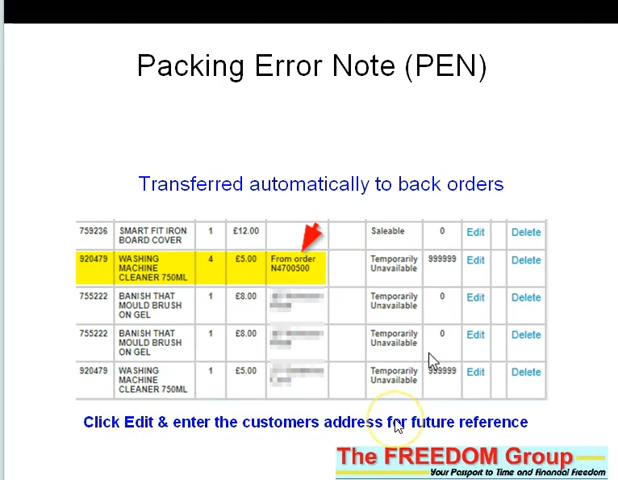 Packing Error Note (PEN)
Transferred automatically to back orders
759236 SMART FIT IRON BOARD COVER 1 £12.00 Saleable 0 Edit Delete
920479 WASHING MACHINE CLEANER 750ML 4 £5.00 From order N4700500 Temporarily Unavailable 999999 Edit Delete
755222 BANISH THAT MOULD BRUSH ON GEL 1 £8.00 Temporarily Unavailable 0 Edit Delete
755222 BANISH THAT MOULD BRUSH ON GEL 1 £8.00 Temporarily Unavailable 0 Edit Delete
920479 WASHING MACHINE CLEANER 750ML 1 £5.00 Temporarily Unavailable 999999 Edit Delete
Click Edit & enter the customers address for future reference
The FREEDOM Group
Your Passport to Time and Financial Freedom